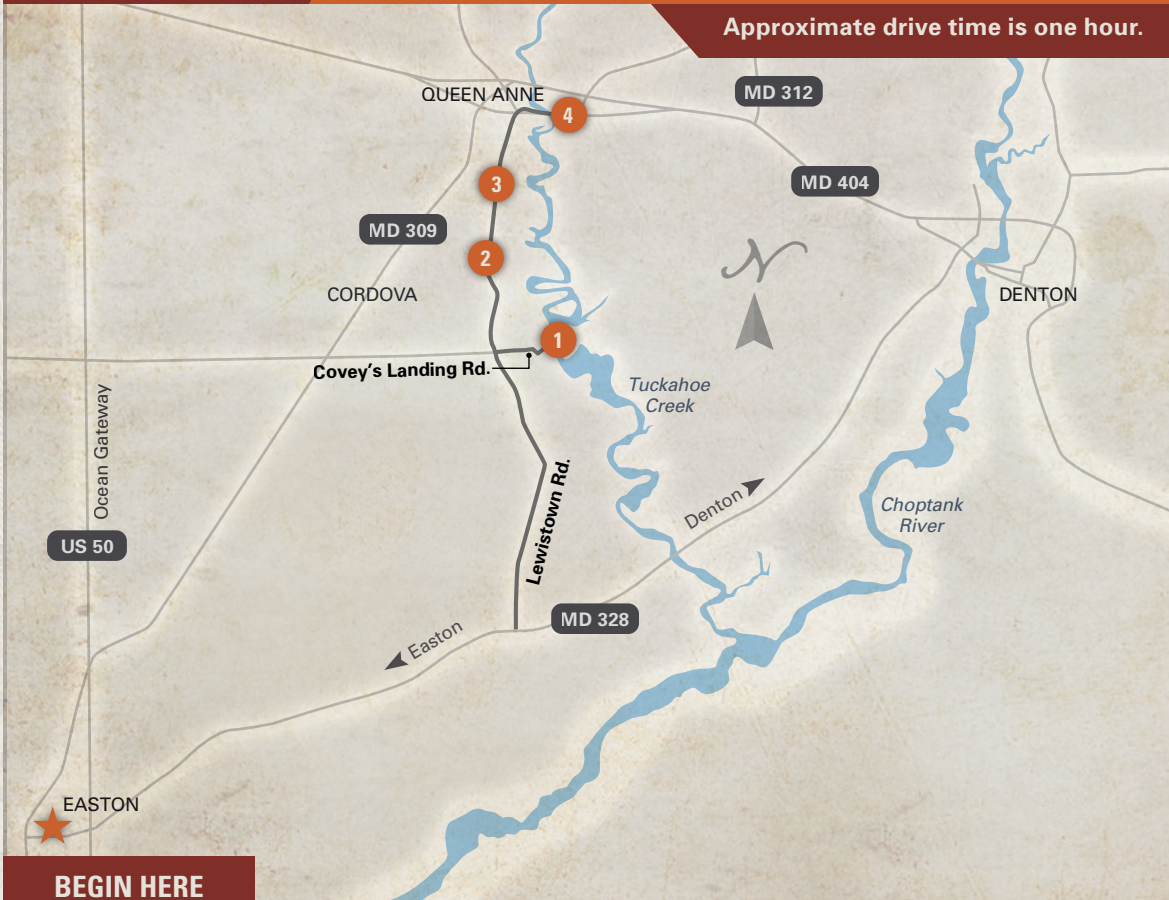 Approximate drive time is one hour.
MD 312
QUEEN ANNE
4
3
MD 404
MD 309
2
CORDOVA
N
DENTON
1
Covey's Landing Rd.
Tuckahoe
Creek
Ocean Gateway
Lewistown Rd.
Denton
Choptank
River
US 50
MD 328
Easton
EASTON
BEGIN HERE